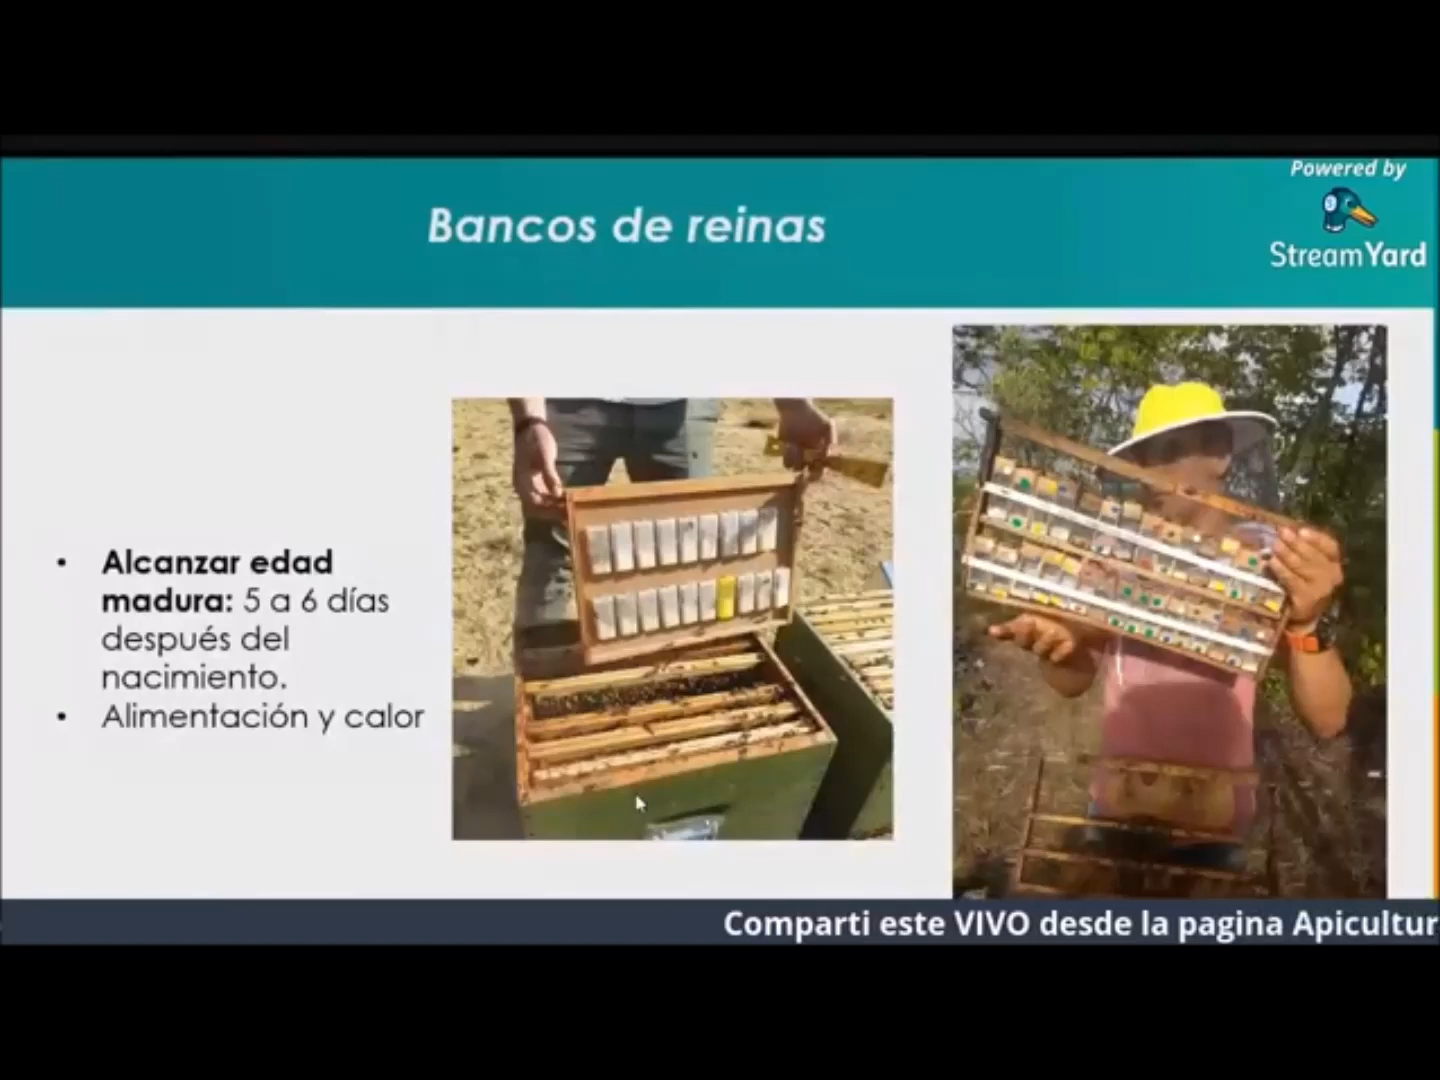 Powered by
StreamYard
Bancos de reinas
• Alcanzar edad
madura: 5 a 6 días
después del
nacimiento.
• Alimentación y calor
Comparti este VIVO desde la pagina Apicultur